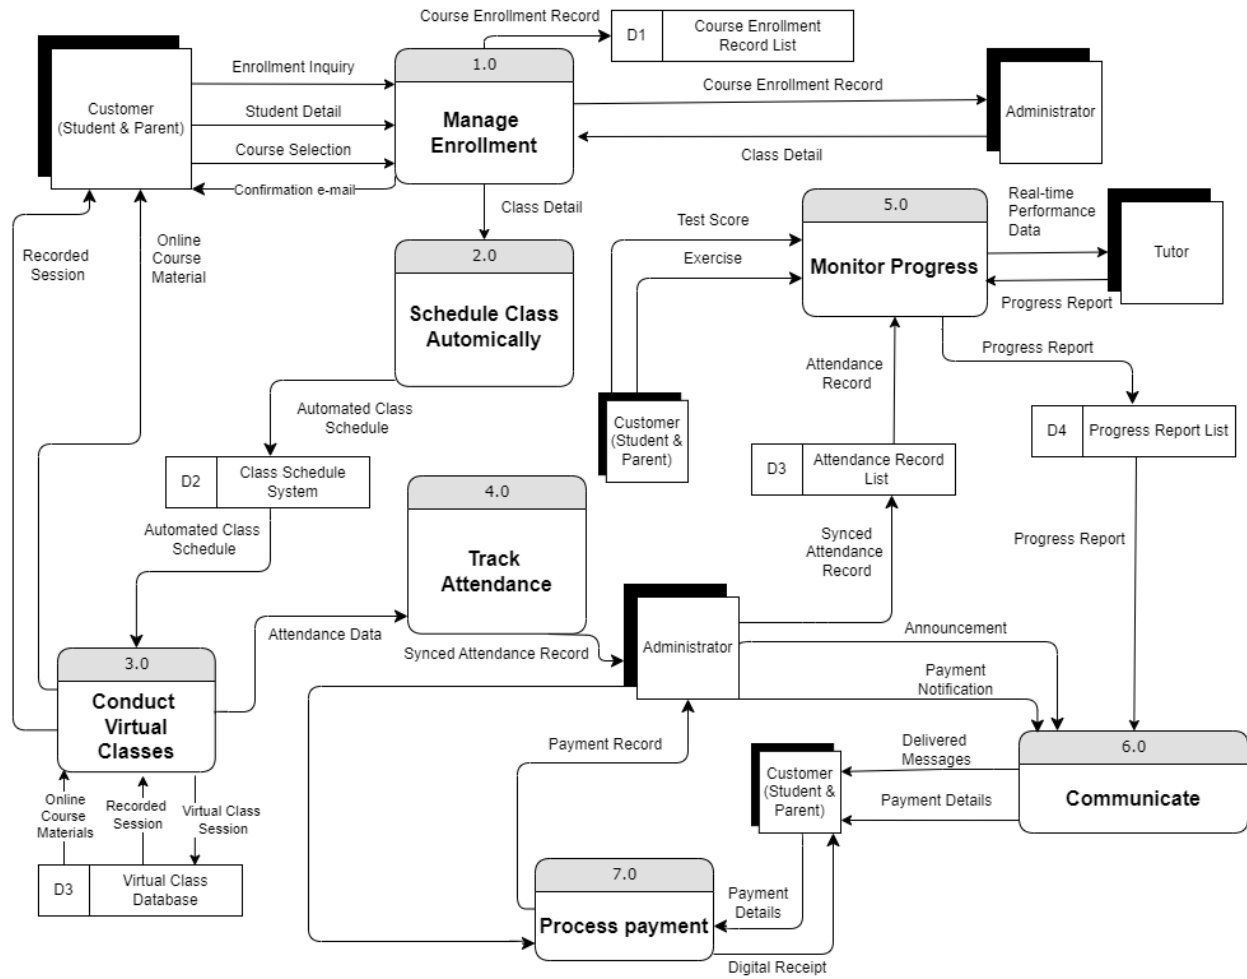 Course Enrollment Record
D1
Course Enrollment
Record List
Customer
(Student & Parent)
Enrollment Inquiry
Student Detail
Course Selection
Confirmation e-mail
1.0
Manage
Enrollment
Course Enrollment Record
Class Detail
Administrator
Class Detail
Recorded
Session
Online
Course
Material
2.0
Schedule Class
Automically
Test Score
Exercise
5.0
Monitor Progress
Real-time
Performance
Data
Tutor
Progress Report
Attendance
Record
Progress Report
Automated Class
Schedule
Customer
(Student &
Parent)
D3
Attendance Record
List
D4
Progress Report List
D2
Class Schedule
System
4.0
Track
Attendance
Automated Class
Schedule
Synced
Attendance
Record
Progress Report
Attendance Data
Synced Attendance Record
Administrator
Announcement
Payment
Notification
3.0
Conduct
Virtual
Classes
Payment Record
Delivered
Messages
Payment Details
6.0
Communicate
Customer
(Student &
Parent)
Online
Course
Materials
Recorded
Session
Virtual Class
Session
D3
Virtual Class
Database
7.0
Process payment
Payment
Details
Digital Receipt